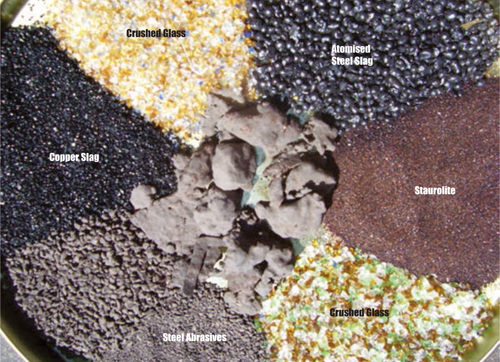 Crushed Glass
Atomised
Steel Slag
Copper Slag
Staurolite
Crushed Glass
Steel Abrasives